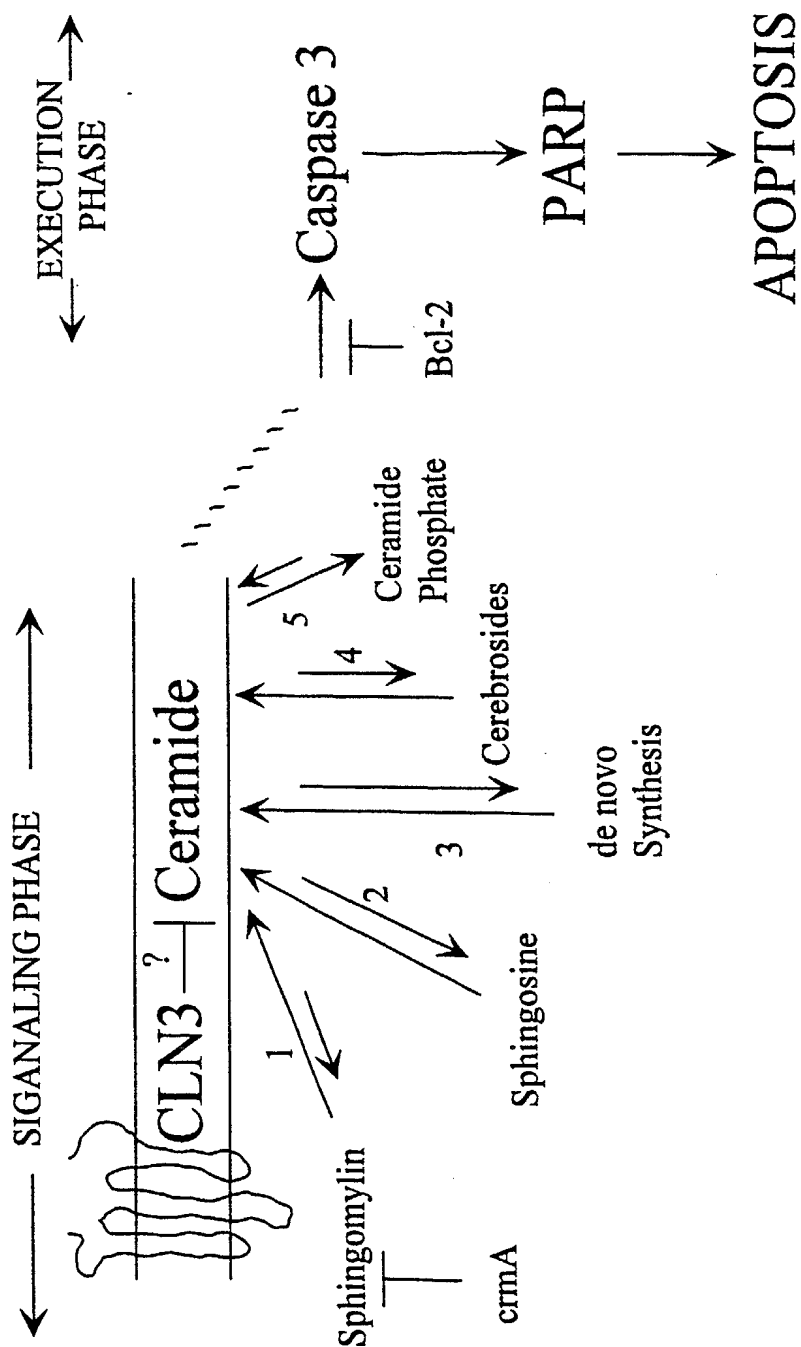 SIGANALING PHASE
EXECUTION
PHASE
CLN3
?
Ceramide
Caspase 3
1
2
3
4
5
Sphingomylin
crmA
Sphingosine
de novo
Synthesis
Cerebrosides
Ceramide
Phosphate
Bcl-2
PARP
APOPTOSIS